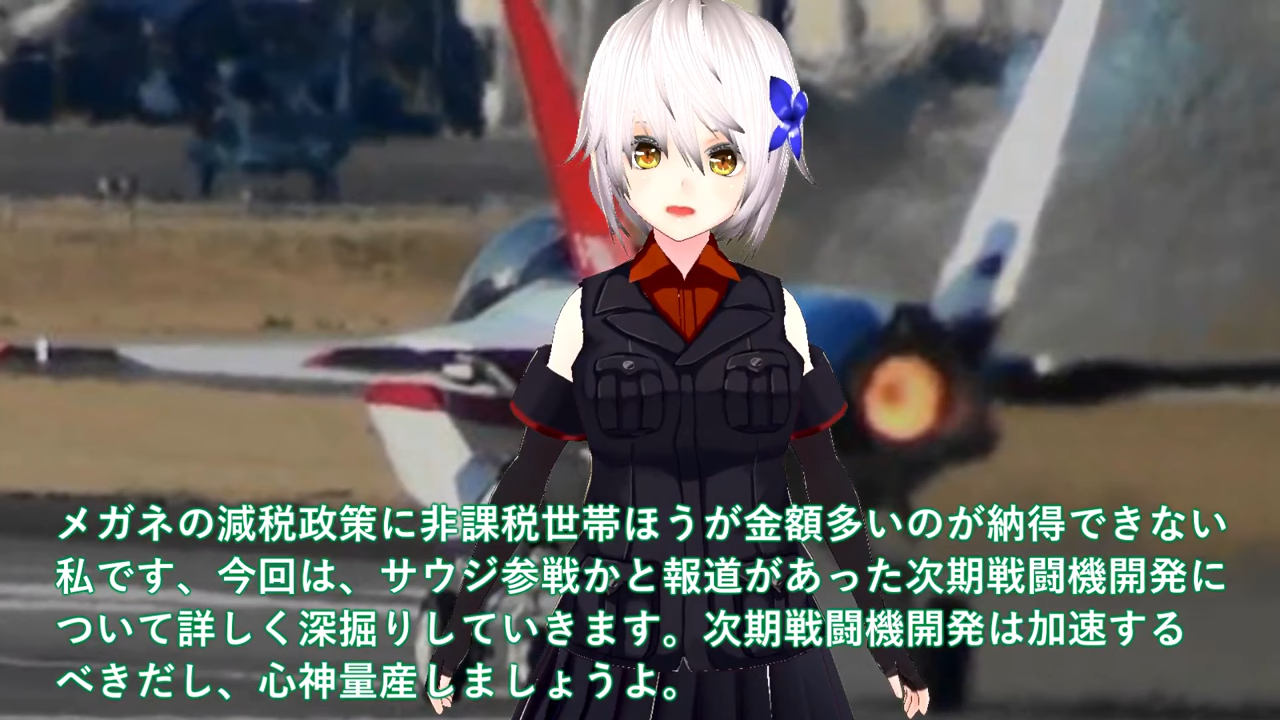 メガネの減税政策に非課税世帯ほうが金額多いのが納得できない
私です、今回は、サウジ参戦かと報道があった次期戦闘機開発に
ついて詳しく深掘りしていきます。次期戦闘機開発は加速する
べきだし、心神量産しましょうよ。